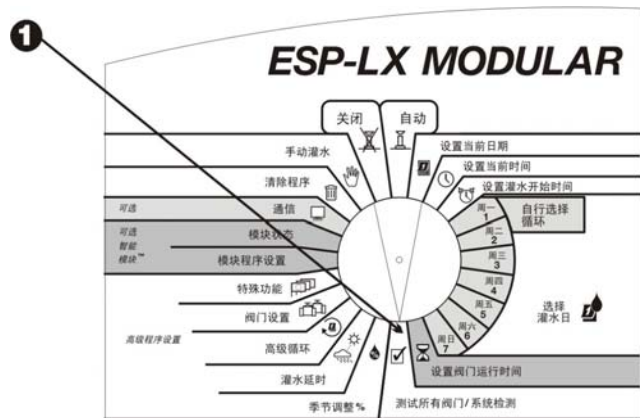 1
ESP-LX MODULAR
关闭
自动
手动灌水
设置当前日期
清除程序
设置当前时间
设置灌水开始时间
可选
通信
周一
1
自行选择
循环
可选
智能
模块™
模块状态
周二
2
模块程序设置
周三
3
特殊功能
周四
4
选择
灌水日
阀门设置
周五
5
高级程序设置
高级循环
周六
6
周日
7
灌水延时
设置阀门运行时间
季节调整%
测试所有阀门/系统检测